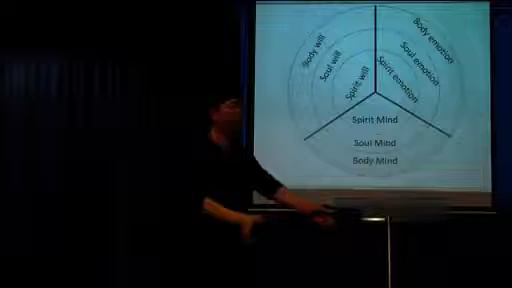 Body will
Soul will
Spirit will
Body emotion
Soul emotion
Spirit emotion
Spirit Mind
Soul Mind
Body Mind